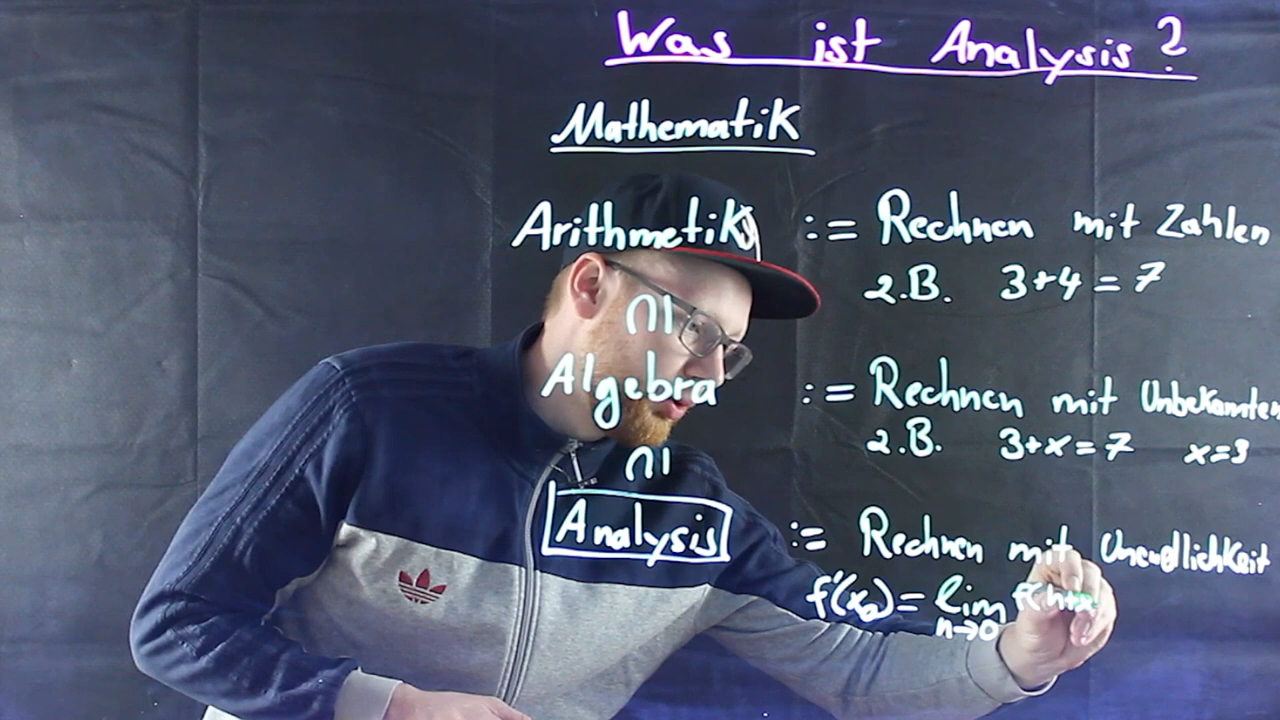 Was ist Analysis?
Mathematik
Arithmetik := Rechnen mit Zahlen
z.B. 3+4=7
∩|
Algebra := Rechnen mit Unbekannten
z.B. 3+x=7 x=3
∩|
Analysis := Rechnen mit Unendlichkeit
f'(x₀)= lim f(h+x
h→0